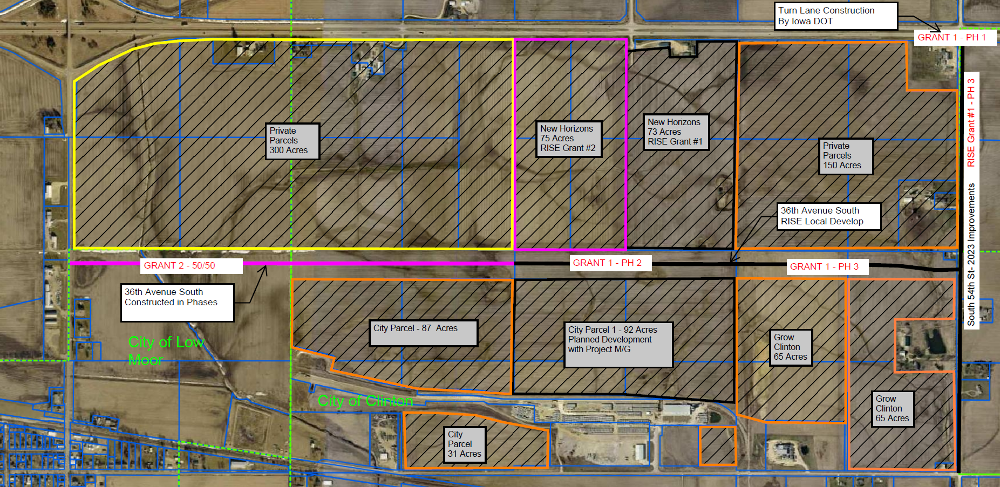 Turn Lane Construction
By Iowa DOT
GRANT 1 - PH 1
RISE Grant #1 - PH 3
South 54th St- 2023 Improvements
Private
Parcels
300 Acres
New Horizons
75 Acres
RISE Grant #2
New Horizons
73 Acres
RISE Grant #1
Private
Parcels
150 Acres
36th Avenue South
RISE Local Develop
GRANT 2 - 50/50
GRANT 1 - PH 2
GRANT 1 - PH 3
36th Avenue South
Constructed in Phases
City Parcel - 87  Acres
City Parcel 1 - 92 Acres
Planned Development
with Project M/G
Grow
Clinton
65 Acres
City of Low
Moor
City of Clinton
Grow
Clinton
65 Acres
City
Parcel
31 Acres